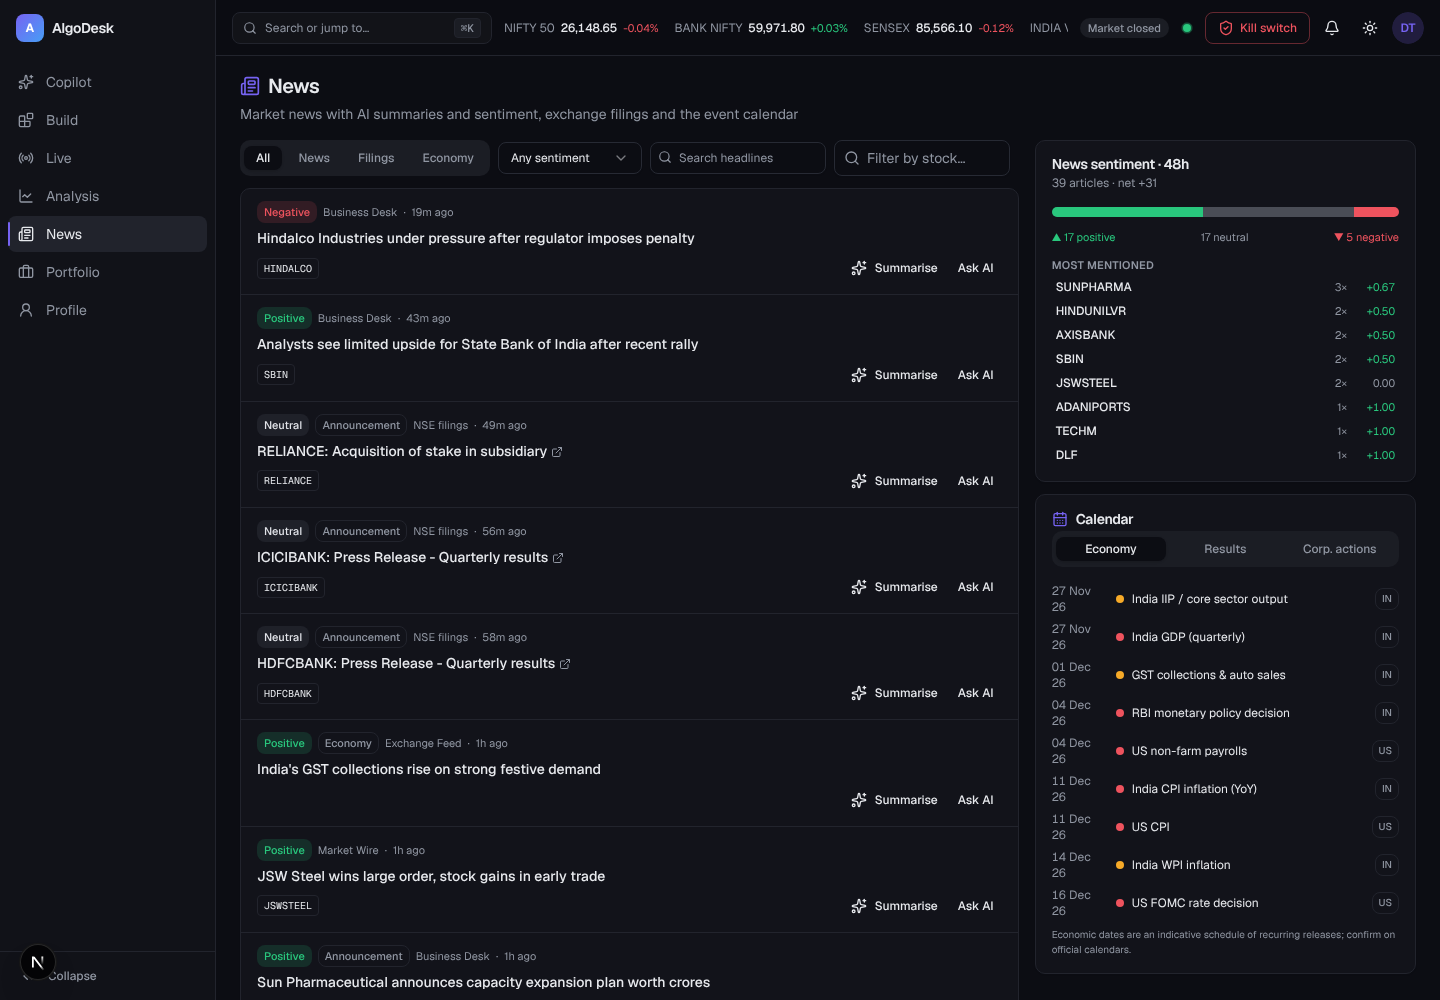 A AlgoDesk
Search or jump to... ⌘K
NIFTY 50 26,148.65 -0.04% BANK NIFTY 59,971.80 +0.03% SENSEX 85,566.10 -0.12% INDIA
Market closed
Kill switch
DT
Copilot
Build
Live
Analysis
News
Portfolio
Profile
N
Collapse
News
Market news with AI summaries and sentiment, exchange filings and the event calendar
All News Filings Economy
Any sentiment
Search headlines
Filter by stock...
Negative Business Desk · 19m ago
Hindalco Industries under pressure after regulator imposes penalty
HINDALCO
Summarise Ask AI
Positive Business Desk · 43m ago
Analysts see limited upside for State Bank of India after recent rally
SBIN
Summarise Ask AI
Neutral Announcement NSE filings · 49m ago
RELIANCE: Acquisition of stake in subsidiary
RELIANCE
Summarise Ask AI
Neutral Announcement NSE filings · 56m ago
ICICIBANK: Press Release - Quarterly results
ICICIBANK
Summarise Ask AI
Neutral Announcement NSE filings · 58m ago
HDFCBANK: Press Release - Quarterly results
HDFCBANK
Summarise Ask AI
Positive Economy Exchange Feed · 1h ago
India's GST collections rise on strong festive demand
Summarise Ask AI
Positive Market Wire · 1h ago
JSW Steel wins large order, stock gains in early trade
JSWSTEEL
Summarise Ask AI
Positive Announcement Business Desk · 1h ago
Sun Pharmaceutical announces capacity expansion plan worth crores
News sentiment · 48h
39 articles · net +31
▲ 17 positive 17 neutral ▼ 5 negative
MOST MENTIONED
SUNPHARMA 3× +0.67
HINDUNILVR 2× +0.50
AXISBANK 2× +0.50
SBIN 2× +0.50
JSWSTEEL 2× 0.00
ADANIPORTS 1× +1.00
TECHM 1× +1.00
DLF 1× +1.00
Calendar
Economy Results Corp. actions
27 Nov 26 India IIP / core sector output IN
27 Nov 26 India GDP (quarterly) IN
01 Dec 26 GST collections & auto sales IN
04 Dec 26 RBI monetary policy decision IN
04 Dec 26 US non-farm payrolls US
11 Dec 26 India CPI inflation (YoY) IN
11 Dec 26 US CPI US
14 Dec 26 India WPI inflation IN
16 Dec 26 US FOMC rate decision US
Economic dates are an indicative schedule of recurring releases; confirm on
official calendars.